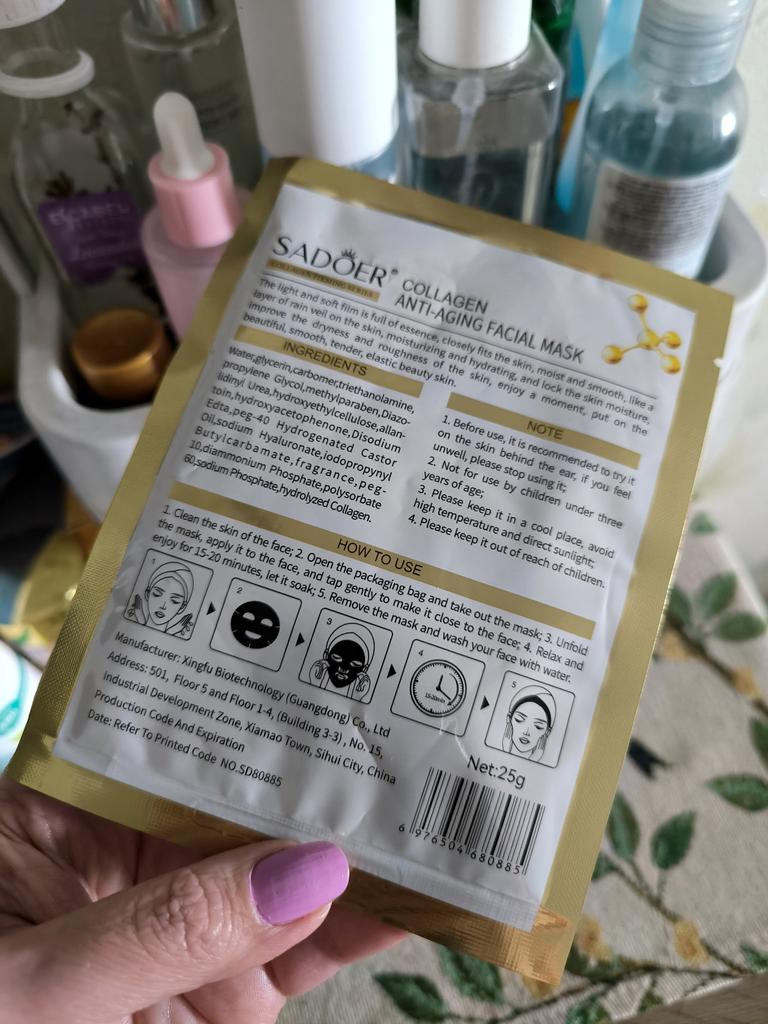 SADOER®
COLLAGEN FIRMING SERIES
COLLAGEN
ANTI-AGING FACIAL MASK
The light and soft film is full of essence, closely fits the skin, moist and smooth, like a
layer of rain veil on the skin, moisturizing and hydrating, and lock the skin moisture,
improve the dryness and roughness of the skin, enjoy a moment, put on the
beautiful, smooth, tender, elastic beauty skin.
INGREDIENTS
Water,glycerin,carbomer,triethanolamine,
propylene Glycol,methylparaben,Diazo-
lidinyl Urea,hydroxyethylcellulose,allan-
toin,hydroxyacetophenone,Disodium
Edta,peg-40 Hydrogenated Castor
Oil,sodium Hyaluronate,iodopropynyl
Butylcarbamate,fragrance,peg-
10,diammonium Phosphate,polysorbate
60,sodium Phosphate,hydrolyzed Collagen.
NOTE
1. Before use, it is recommended to try it
on the skin behind the ear, if you feel
unwell, please stop using it;
2. Not for use by children under three
years of age;
3. Please keep it in a cool place, avoid
high temperature and direct sunlight;
4. Please keep it out of reach of children.
HOW TO USE
1. Clean the skin of the face; 2. Open the packaging bag and take out the mask; 3. Unfold
the mask, apply it to the face, and tap gently to make it close to the face; 4. Relax and
enjoy for 15-20 minutes, let it soak; 5. Remove the mask and wash your face with water.
1
2
3
4
15-20min
5
Manufacturer: Xingfu Biotechnology (Guangdong) Co., Ltd
Address: 501, Floor 5 and Floor 1-4, (Building 3-3) , No. 15,
Industrial Development Zone, Xiamao Town, Sihui City, China
Production Code And Expiration
Date: Refer To Printed Code NO.SD80885
Net:25g
6 976504 680885